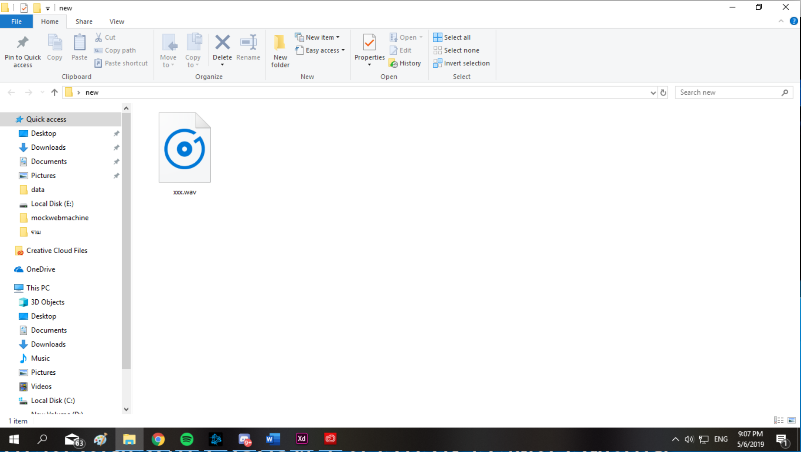 new
File Home Share View
Pin to Quick access
Copy
Paste
Cut
Copy path
Paste shortcut
Clipboard
Move to
Copy to
Delete
Rename
Organize
New folder
New item
Easy access
New
Properties
Open
Edit
History
Open
Select all
Select none
Invert selection
Select
new
Search new
Quick access
Desktop
Downloads
Documents
Pictures
data
Local Disk (E:)
mockwebmachine
Creative Cloud Files
OneDrive
This PC
3D Objects
Desktop
Documents
Downloads
Music
Pictures
Videos
Local Disk (C:)
xxx.wav
1 item
63
W
Xd
ENG
9:07 PM
5/6/2019